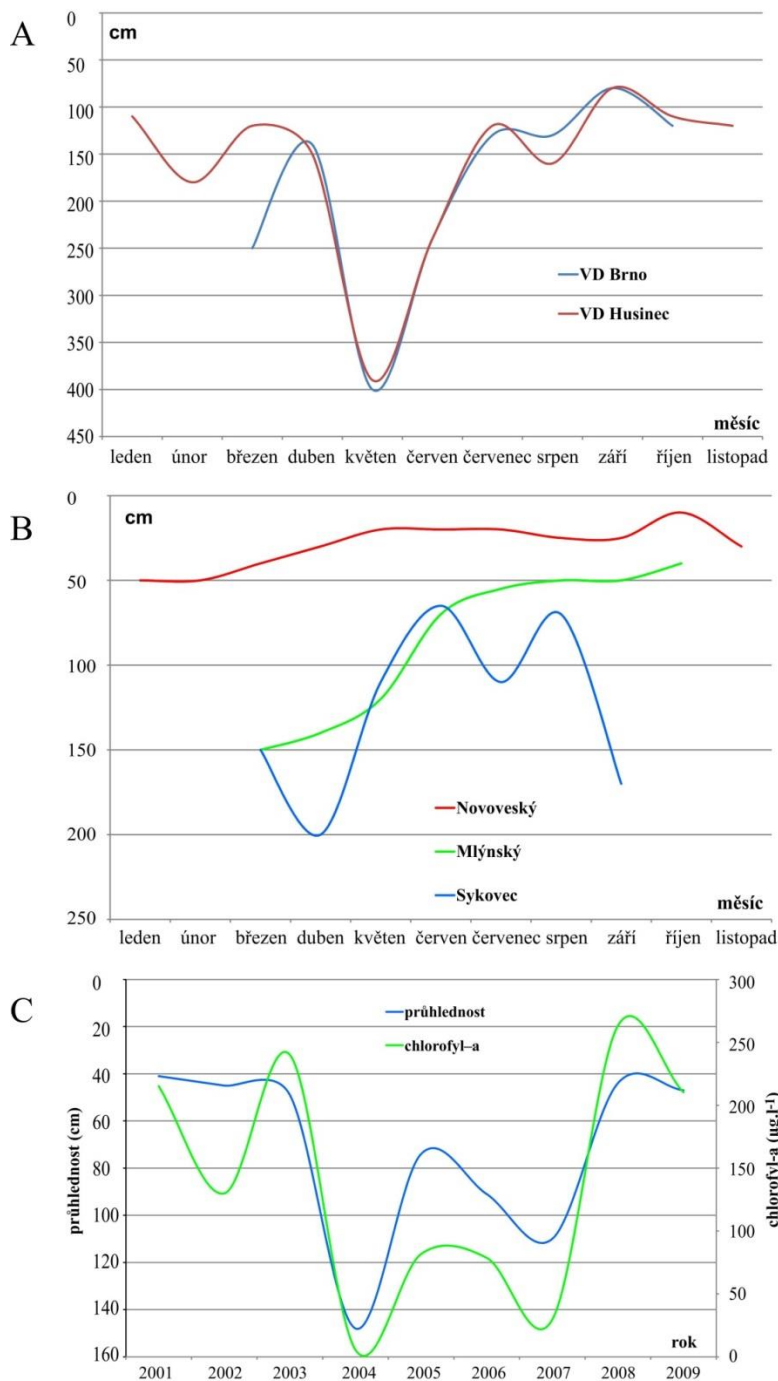 A
cm
0
50
100
150
200
250
300
350
400
450
VD Brno
VD Husinec
měsíc
leden únor březen duben květen červen červenec srpen září říjen listopad
B
cm
0
50
100
150
200
250
Novoveský
Mlýnský
Sykovec
měsíc
leden únor březen duben květen červen červenec srpen září říjen listopad
C
průhlednost (cm)
0
20
40
60
80
100
120
140
160
průhlednost
chlorofyl–a
300
250
200
150
100
50
0
chlorofyl-a (ug.l-¹)
rok
2001 2002 2003 2004 2005 2006 2007 2008 2009